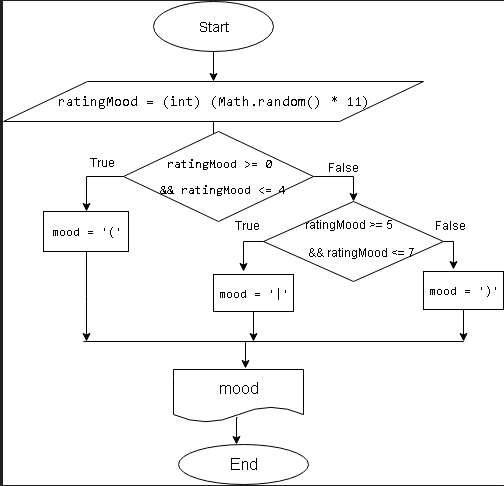 Start
ratingMood = (int) (Math.random() * 11)
True
ratingMood >= 0
&& ratingMood <= 4
False
mood = '('
True
ratingMood >= 5
&& ratingMood <= 7
False
mood = '|'
mood = ')'
mood
End